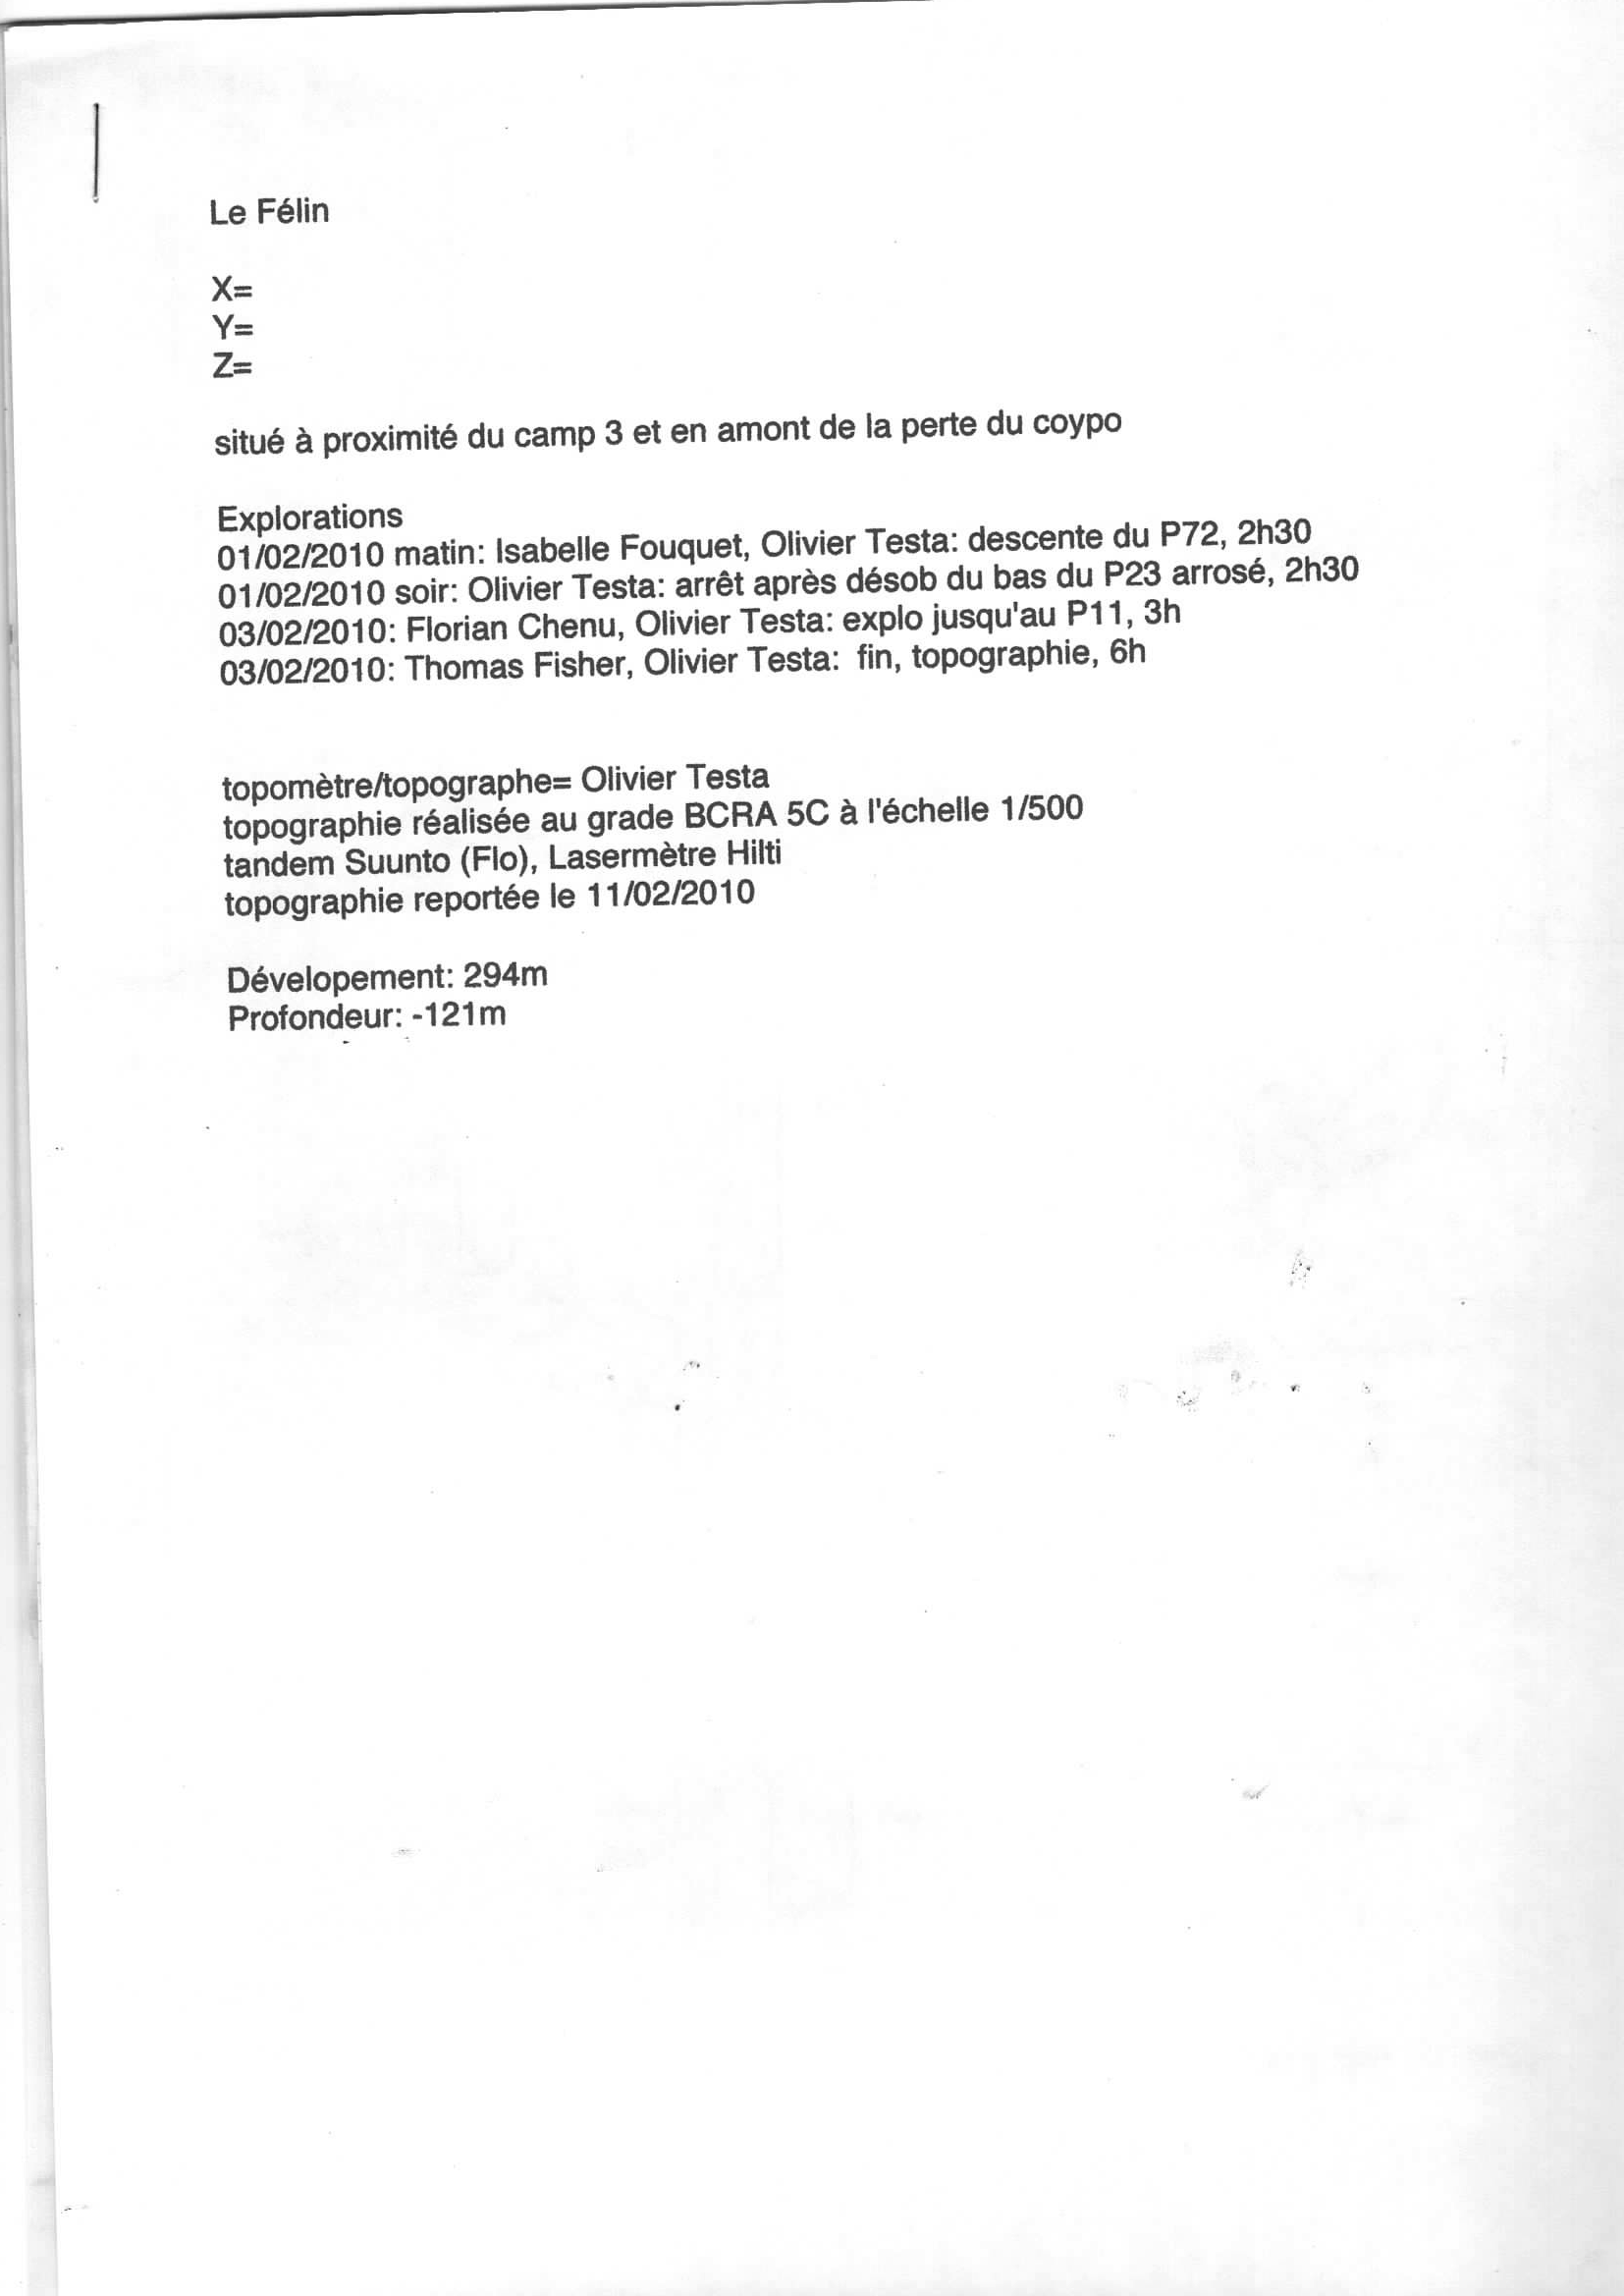 Le Félin
X=
Y=
Z=
situé à proximité du camp 3 et en amont de la perte du coypo
Explorations
01/02/2010 matin: Isabelle Fouquet, Olivier Testa: descente du P72, 2h30
01/02/2010 soir: Olivier Testa: arrêt après désob du bas du P23 arrosé, 2h30
03/02/2010: Florian Chenu, Olivier Testa: explo jusqu'au P11, 3h
03/02/2010: Thomas Fisher, Olivier Testa: fin, topographie, 6h
topomètre/topographe= Olivier Testa
topographie réalisée au grade BCRA 5C à l'échelle 1/500
tandem Suunto (Flo), Lasermètre Hilti
topographie reportée le 11/02/2010
Dévelopement: 294m
Profondeur: -121m